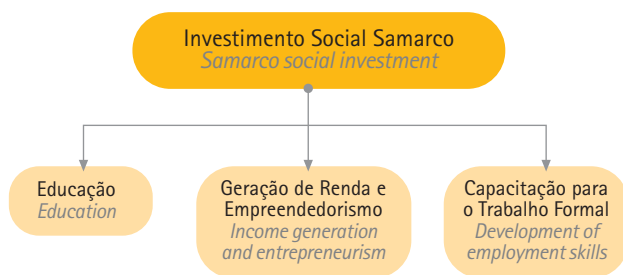 Investimento Social Samarco
Samarco social investment
Educação
Education
Geração de Renda e
Empreendedorismo
Income generation
and entrepreneurism
Capacitação para
o Trabalho Formal
Development of
employment skills